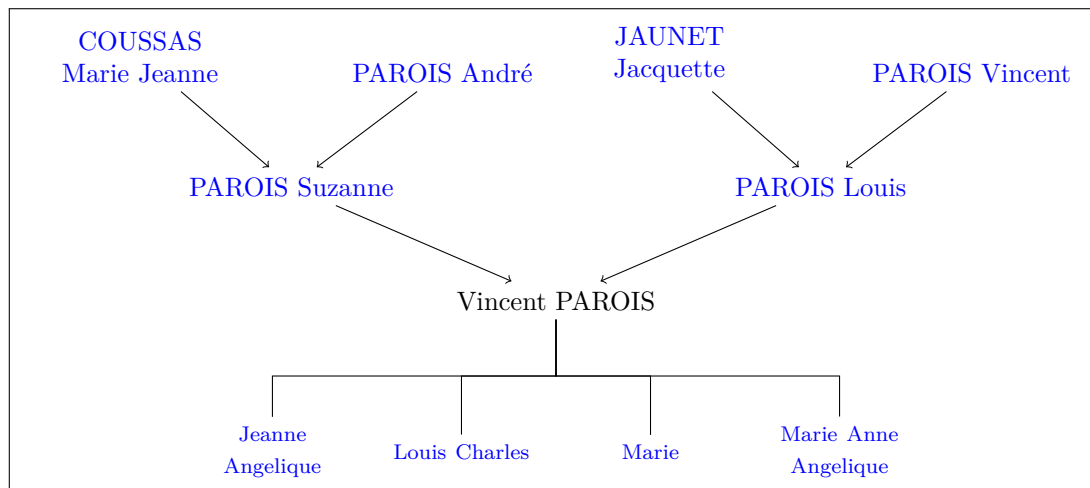 COUSSAS
Marie Jeanne
PAROIS André
JAUNET
Jacquette
PAROIS Vincent
PAROIS Suzanne
PAROIS Louis
Vincent PAROIS
Jeanne
Angelique
Louis Charles
Marie
Marie Anne
Angelique